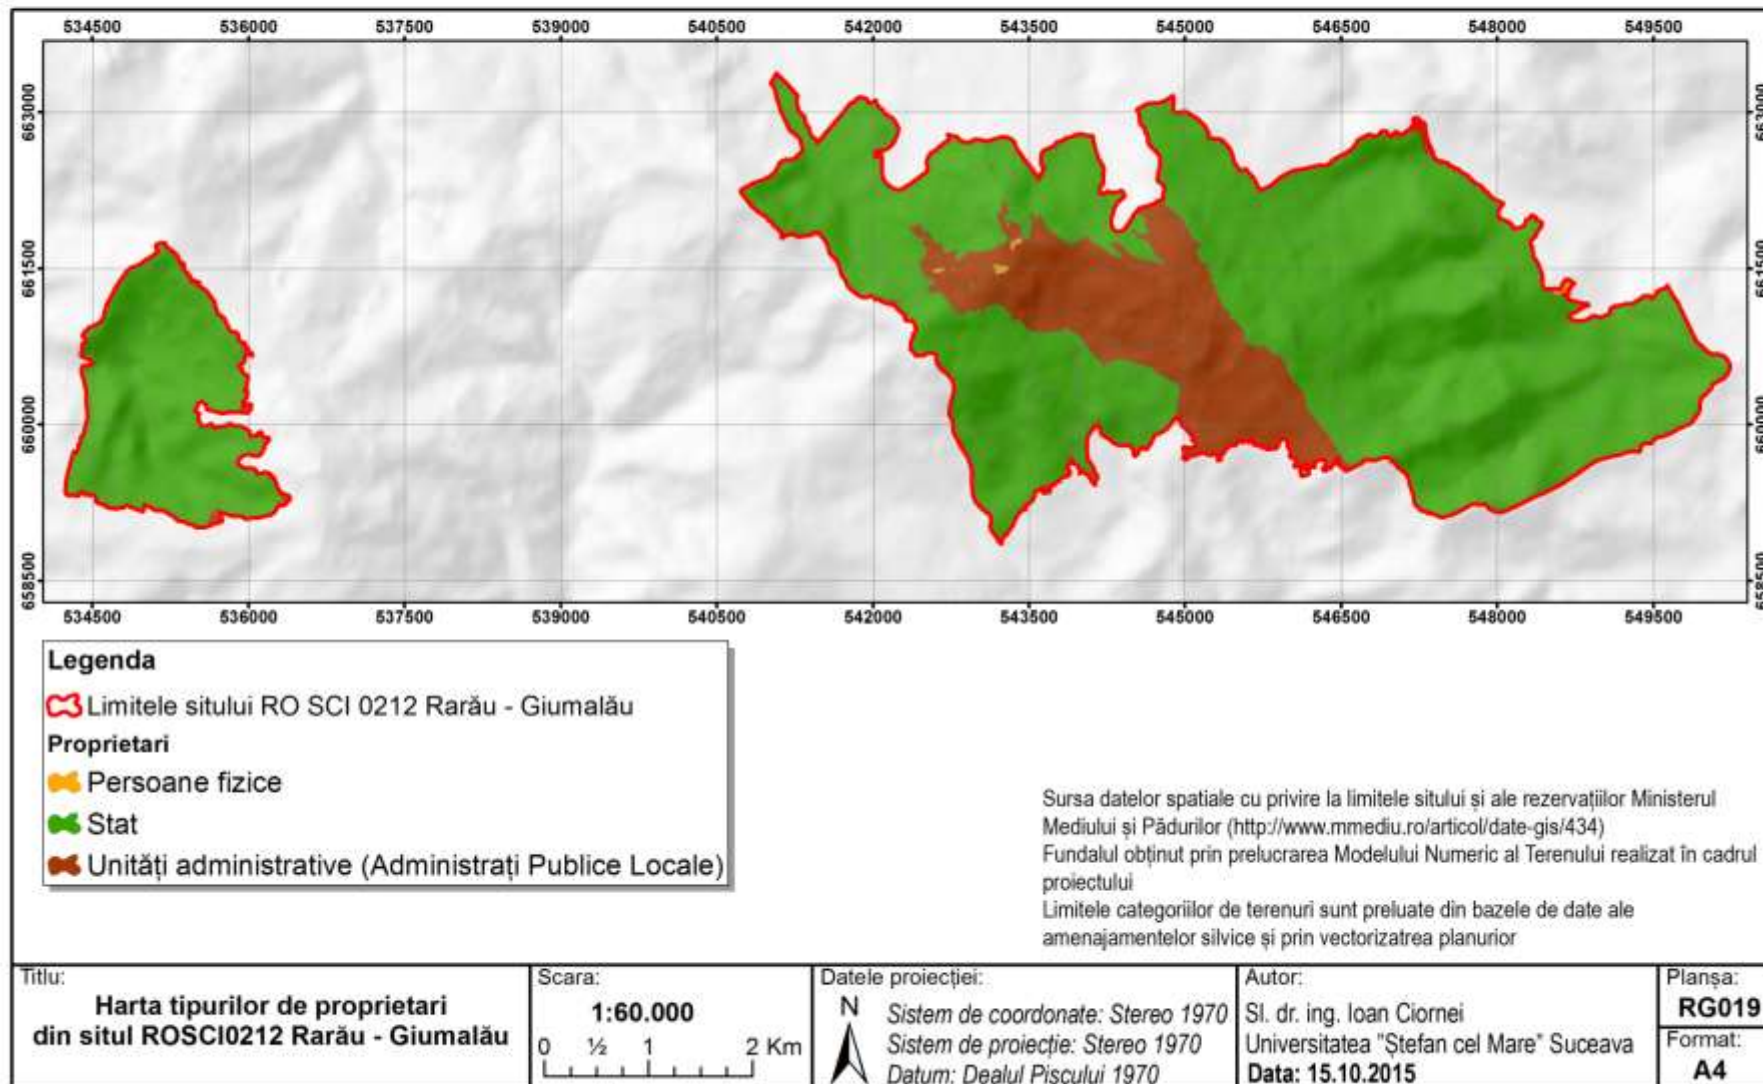 534500 536000 537500 539000 540500 542000 543500 545000 546500 548000 549500
663000 663000
661500 661500
660000 660000
658500 658500
534500 536000 537500 539000 540500 542000 543500 545000 546500 548000 549500
Legenda
Limitele sitului RO SCI 0212 Rarău - Giumalău
Proprietari
Persoane fizice
Stat
Unități administrative (Administrați Publice Locale)
Sursa datelor spatiale cu privire la limitele sitului și ale rezervațiilor Ministerul
Mediului și Pădurilor (http://www.mmediu.ro/articol/date-gis/434)
Fundalul obținut prin prelucrarea Modelului Numeric al Terenului realizat în cadrul
proiectului
Limitele categoriilor de terenuri sunt preluate din bazele de date ale
amenajamentelor silvice și prin vectorizatrea planurior
Titlu:
Harta tipurilor de proprietari
din situl ROSCI0212 Rarău - Giumalău
Scara:
1:60.000
0 ½ 1 2 Km
Datele proiecției:
N
Sistem de coordonate: Stereo 1970
Sistem de proiecție: Stereo 1970
Datum: Dealul Piscului 1970
Autor:
Sl. dr. ing. Ioan Ciornei
Universitatea "Ștefan cel Mare" Suceava
Data: 15.10.2015
Planșa:
RG019
Format:
A4